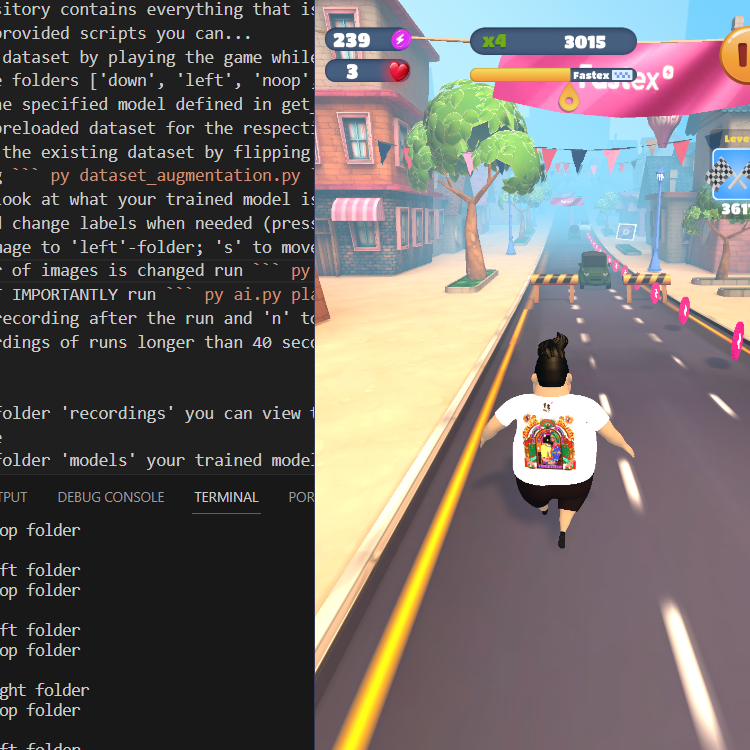 sitory contains everything that is
provided scripts you can...
dataset by playing the game while
e folders ['down', 'left', 'noop'
he specified model defined in get_
preloaded dataset for the respecti
the existing dataset by flipping
g ``` py dataset_augmentation.py
look at what your trained model is
d change labels when needed (press
mage to 'left'-folder; 's' to move
r of images is changed run ``` py
T IMPORTANTLY run ``` py ai.py pla
recording after the run and 'n' to
rdings of runs longer than 40 seco
folder 'recordings' you can view t
e
folder 'models' your trained model
TPUT DEBUG CONSOLE TERMINAL POR
op folder
ft folder
op folder
ft folder
op folder
ght folder
op folder
ft folder
239
x4 3015
3
Fastex
Fastex
Leve
361